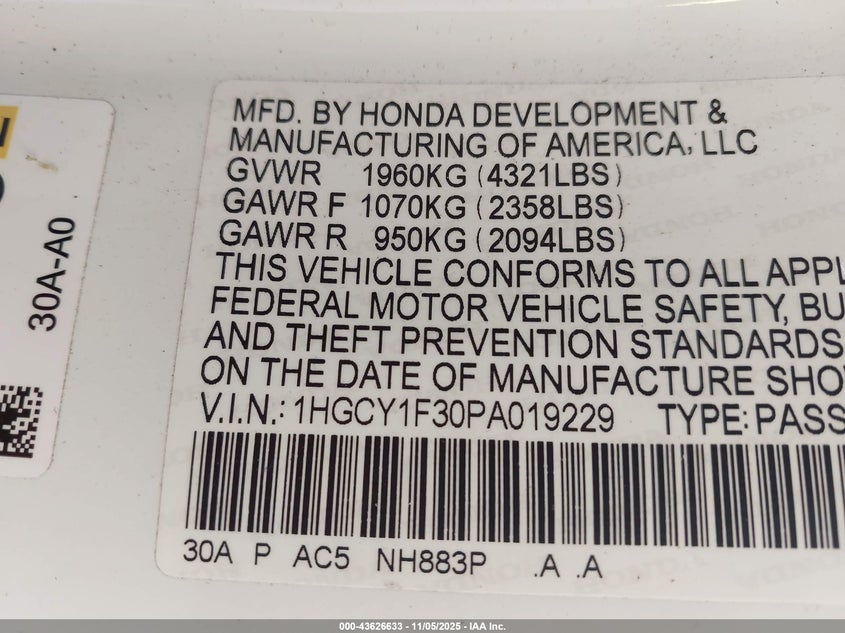 MFD. BY HONDA DEVELOPMENT &
MANUFACTURING OF AMERICA, LLC
GVWR 1960KG (4321LBS)
GAWR F 1070KG (2358LBS)
GAWR R 950KG (2094LBS)
THIS VEHICLE CONFORMS TO ALL APPL
FEDERAL MOTOR VEHICLE SAFETY, BU
AND THEFT PREVENTION STANDARDS
ON THE DATE OF MANUFACTURE SHO
V.I.N.: 1HGCY1F30PA019229 TYPE: PASS
30A P AC5 NH883P .A .A
30A-A0
000-43626633 - 11/05/2025 - IAA Inc.